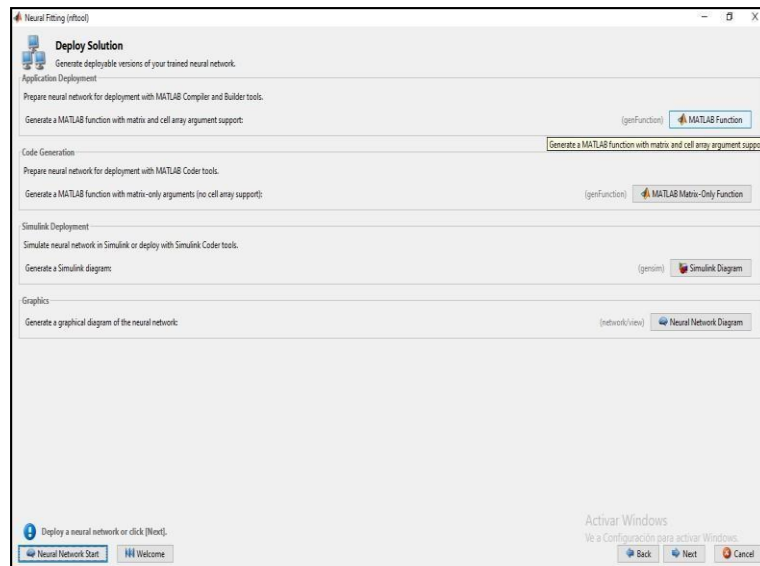 Neural Fitting (nftool)
Deploy Solution
Generate deployable versions of your trained neural network.
Application Deployment
Prepare neural network for deployment with MATLAB Compiler and Builder tools.
Generate a MATLAB function with matrix and cell array argument support:
(genFunction)
MATLAB Function
Generate a MATLAB function with matrix and cell array argument suppo
Code Generation
Prepare neural network for deployment with MATLAB Coder tools.
Generate a MATLAB function with matrix-only arguments (no cell array support):
(genFunction)
MATLAB Matrix-Only Function
Simulink Deployment
Simulate neural network in Simulink or deploy with Simulink Coder tools.
Generate a Simulink diagram:
(gensim)
Simulink Diagram
Graphics
Generate a graphical diagram of the neural network:
(network/view)
Neural Network Diagram
Activar Windows
Ve a Configuración para activar Windows.
Deploy a neural network or click [Next].
Neural Network Start
Welcome
Back
Next
Cancel